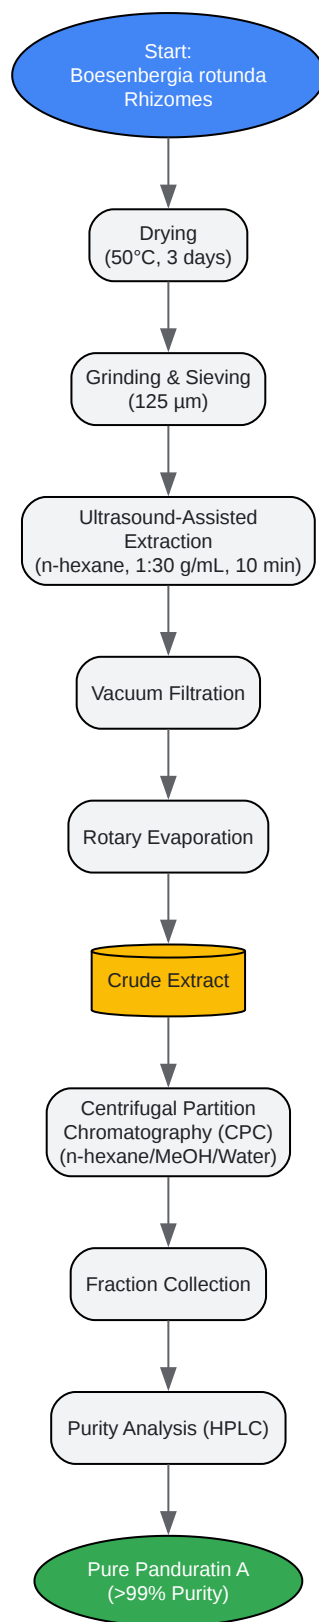 Start:
Boesenbergia rotunda
Rhizomes
Drying
(50°C, 3 days)
Grinding & Sieving
(125 µm)
Ultrasound-Assisted
Extraction
(n-hexane, 1:30 g/mL, 10 min)
Vacuum Filtration
Rotary Evaporation
Crude Extract
Centrifugal Partition
Chromatography (CPC)
(n-hexane/MeOH/Water)
Fraction Collection
Purity Analysis (HPLC)
Pure Panduratin A
(>99% Purity)